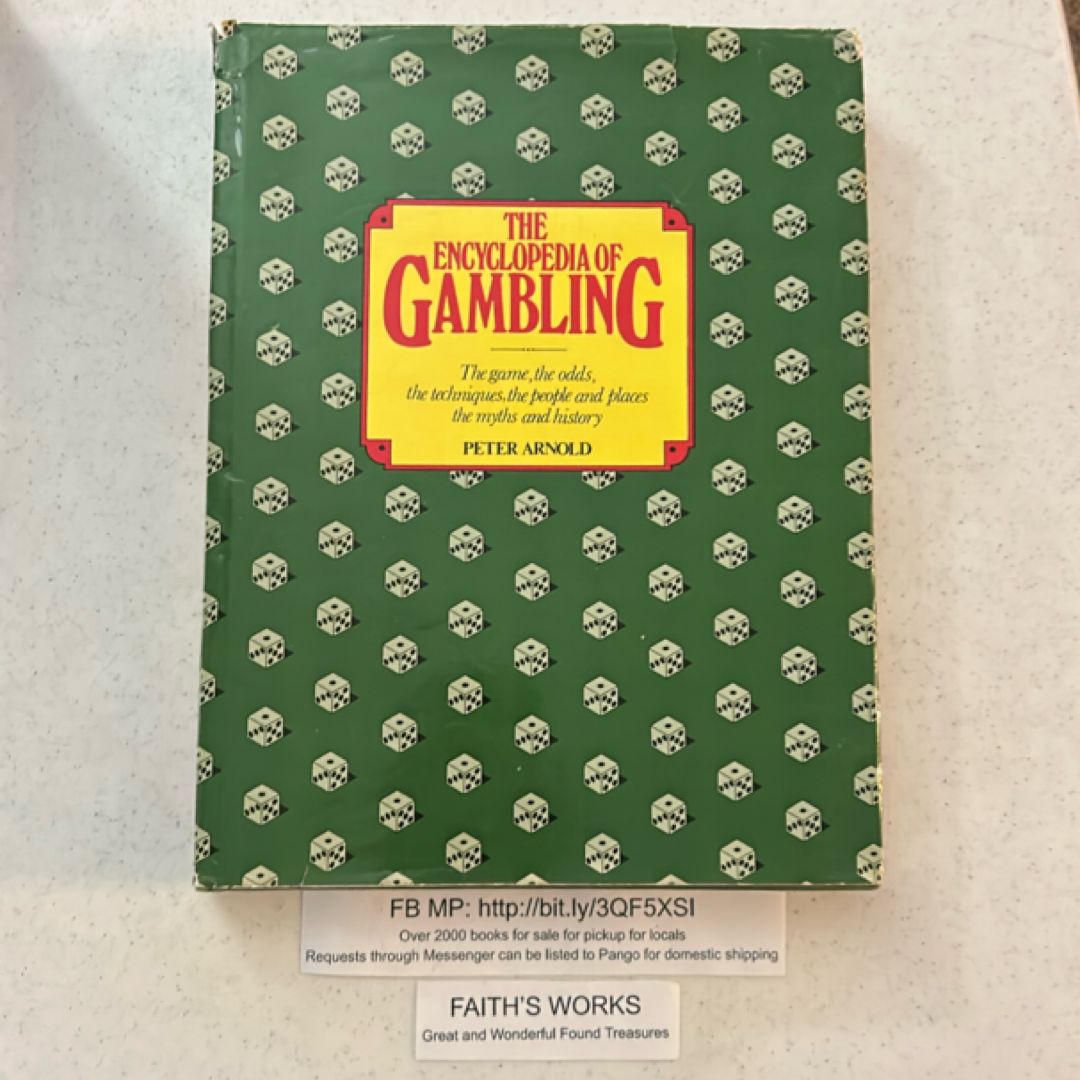 THE
ENCYCLOPEDIA OF
GAMBLING
The game, the odds,
the techniques, the people and places
the myths and history
PETER ARNOLD
FB MP: http://bit.ly/3QF5XSI
Over 2000 books for sale for pickup for locals
Requests through Messenger can be listed to Pango for domestic shipping
FAITH'S WORKS
Great and Wonderful Found Treasures